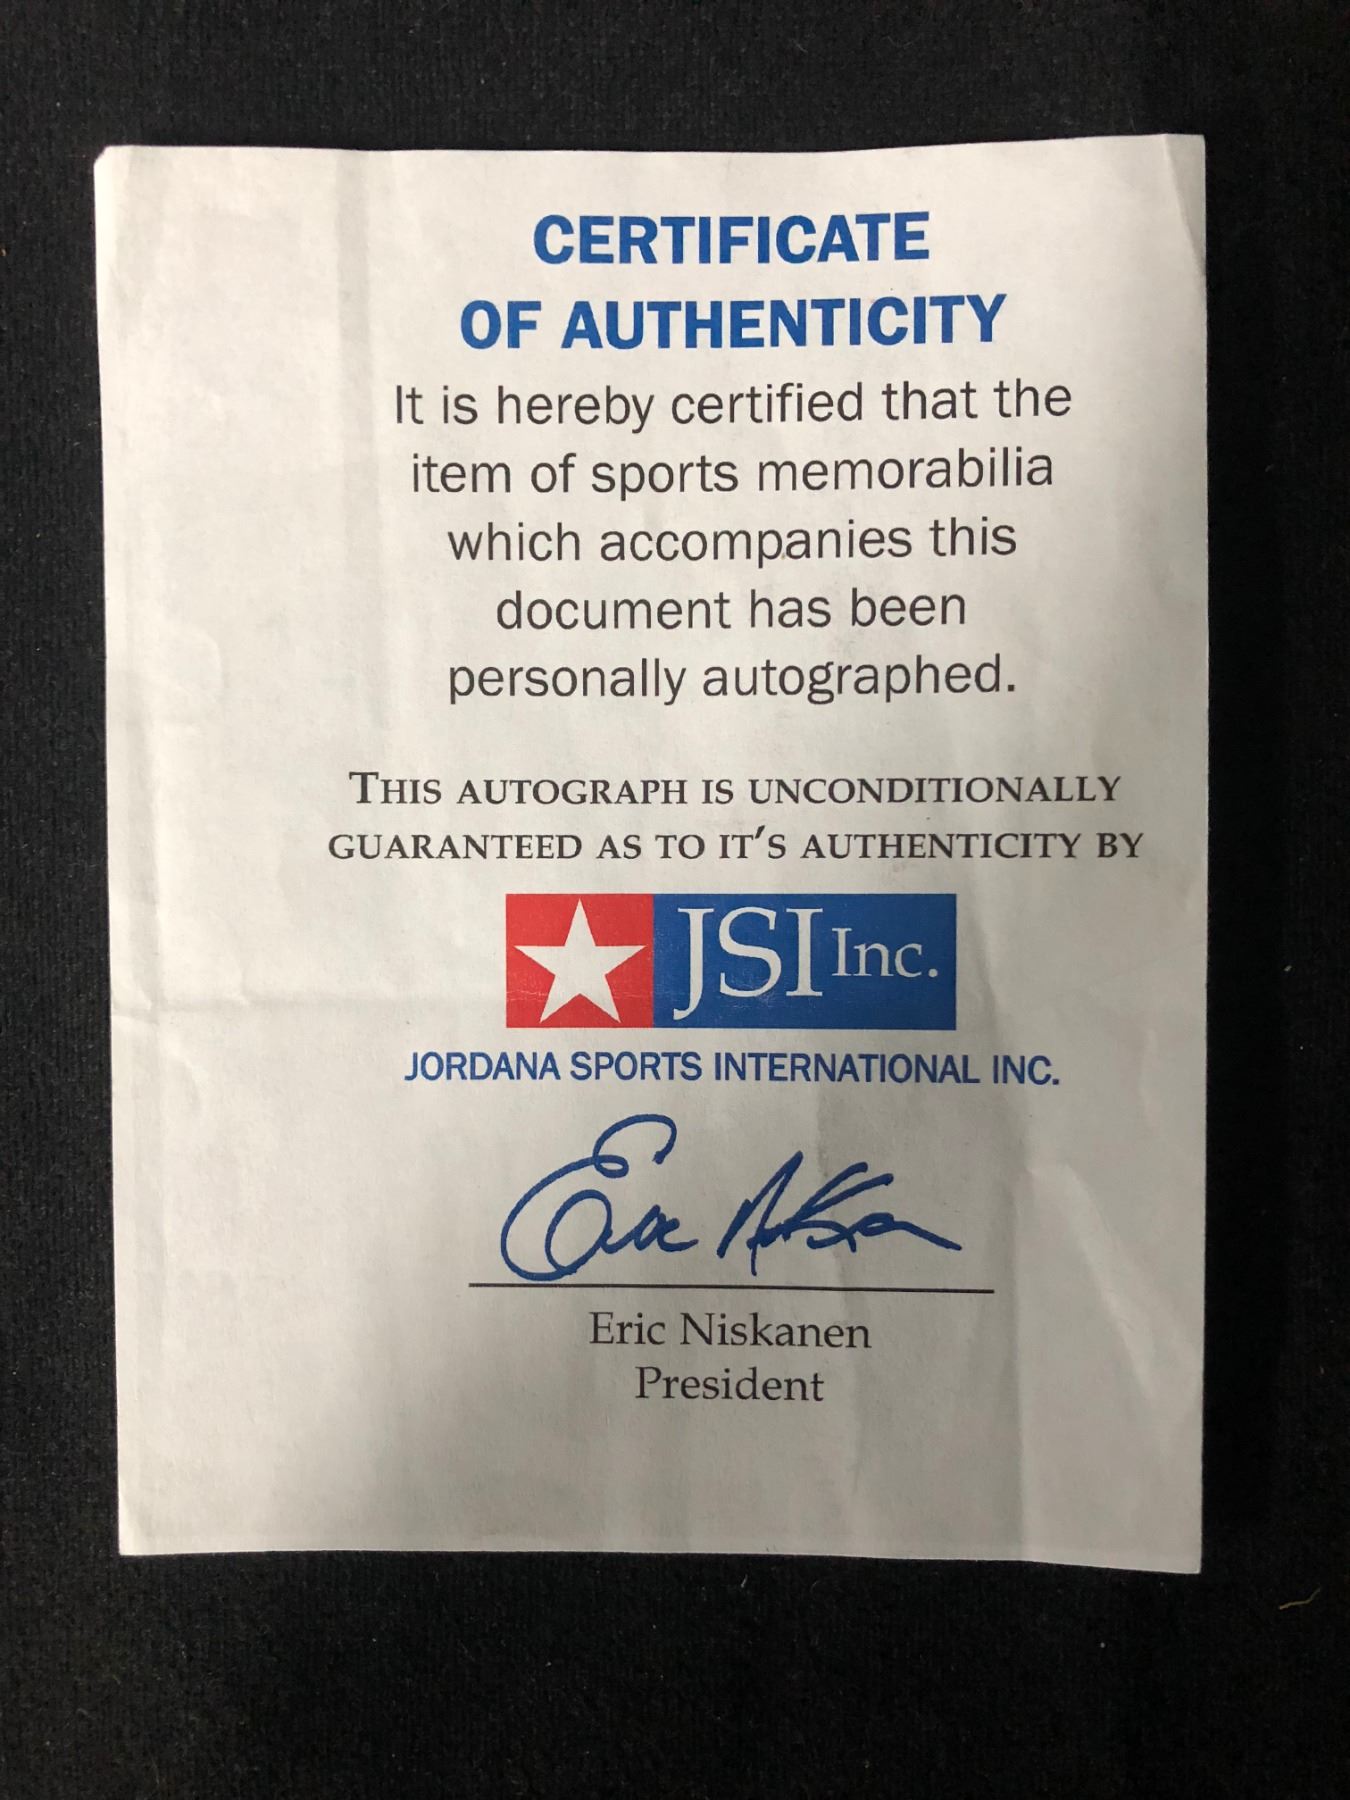 CERTIFICATE
OF AUTHENTICITY
It is hereby certified that the
item of sports memorabilia
which accompanies this
document has been
personally autographed.
THIS AUTOGRAPH IS UNCONDITIONALLY
GUARANTEED AS TO IT'S AUTHENTICITY BY
JSI Inc.
JORDANA SPORTS INTERNATIONAL INC.
Eric Niskanen
Eric Niskanen
President